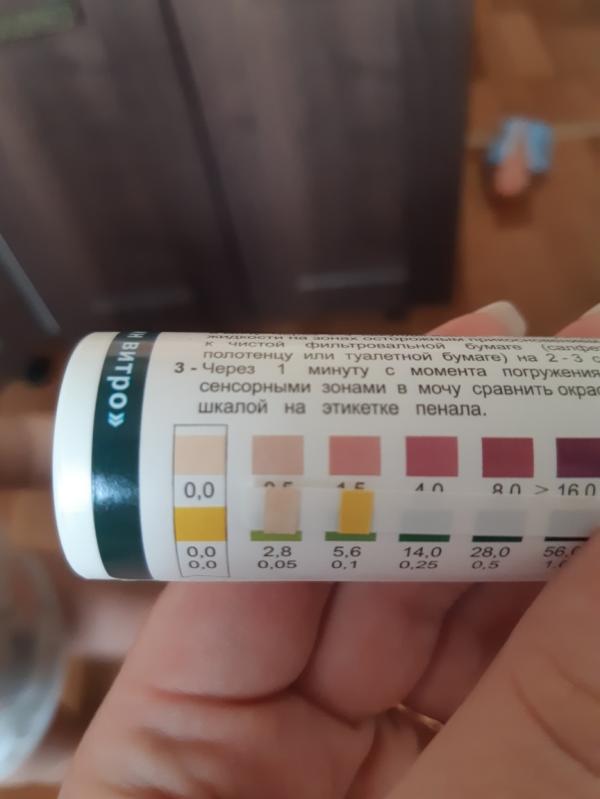 н витро»
жидкости на зонах осторожным
к чистой фильтровальной бумаге
полотенцу или туалетной бумаге) на 2 - 3 с
3 - Через 1 минуту с момента погружения
сенсорными зонами в мочу сравнить
шкалой на этикетке пенала.
0,0 4,0 8,0 > 16,0
0,0 2,8 5,6 14,0 28,0 56,0
0,0 0,05 0,1 0,25 0,5